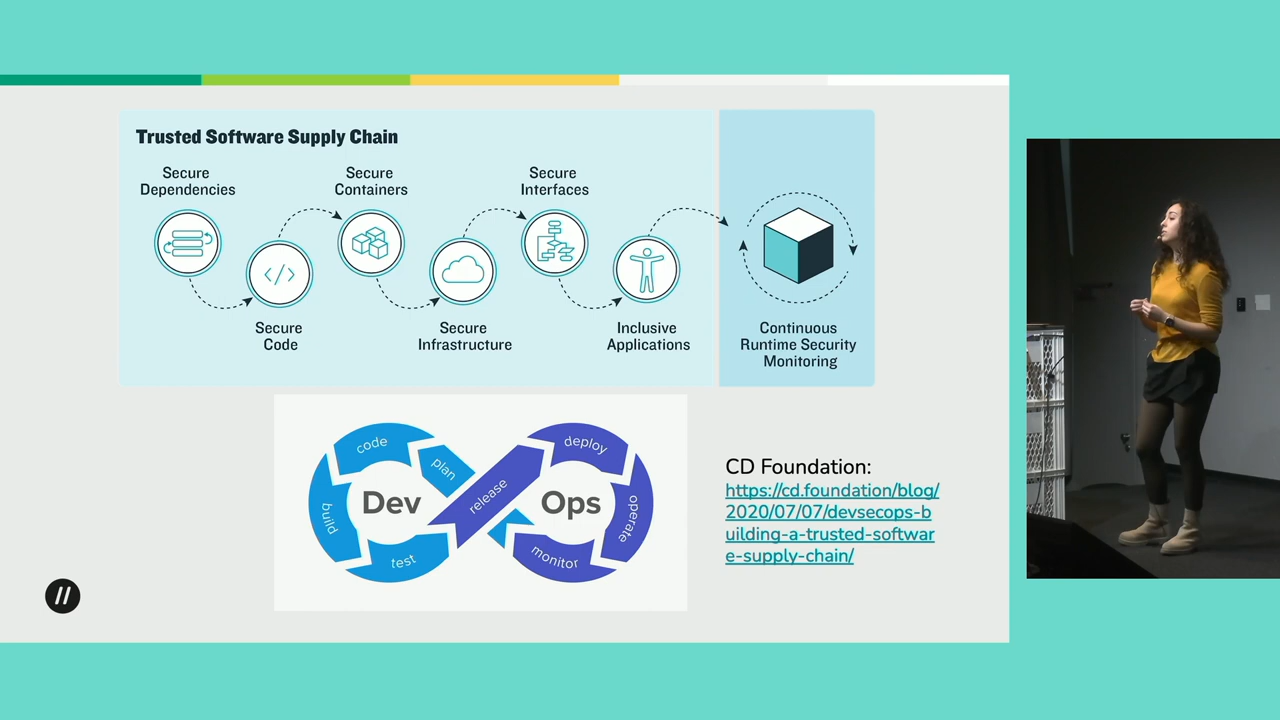 Trusted Software Supply Chain
Secure
Dependencies
Secure
Containers
Secure
Interfaces
Secure
Code
Secure
Infrastructure
Inclusive
Applications
Continuous
Runtime Security
Monitoring
</>
code
plan
build
test
Dev
release
deploy
operate
monitor
Ops
CD Foundation:
https://cd.foundation/blog/
2020/07/07/devsecops-b
uilding-a-trusted-softwar
e-supply-chain/
//